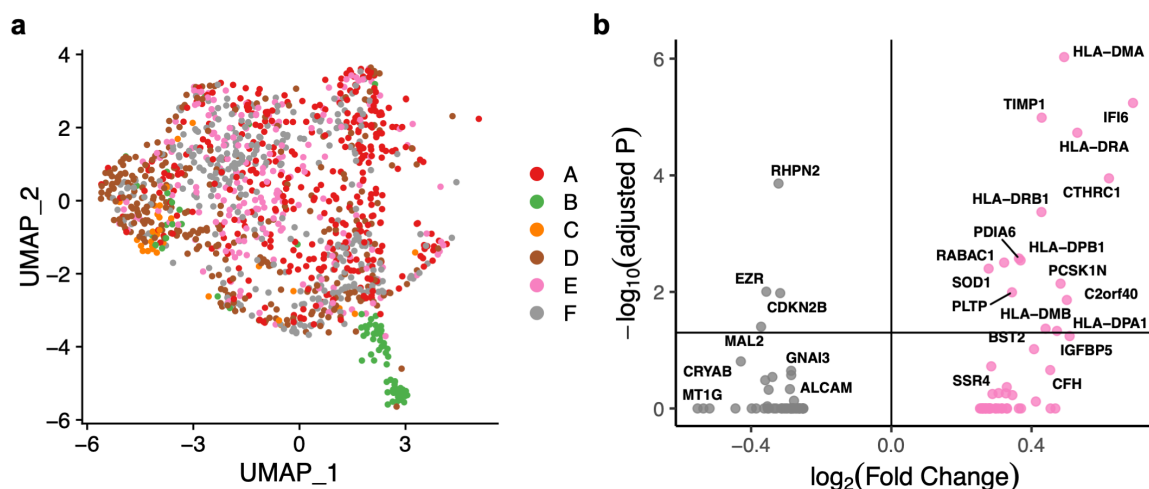 a
4
2
0
−2
−4
−6
−6
−3
0
3
UMAP_1
UMAP_2
A
B
C
D
E
F
b
6
4
2
0
−0.4
0.0
0.4
log2(Fold Change)
−log10(adjusted P)
HLA−DMA
TIMP1
IFI6
HLA−DRA
RHPN2
CTHRC1
HLA−DRB1
PDIA6
HLA−DPB1
RABAC1
PCSK1N
EZR
SOD1
C2orf40
CDKN2B
PLTP
HLA−DMB
HLA−DPA1
MAL2
BST2
IGFBP5
GNAI3
CRYAB
SSR4
CFH
ALCAM
MT1G